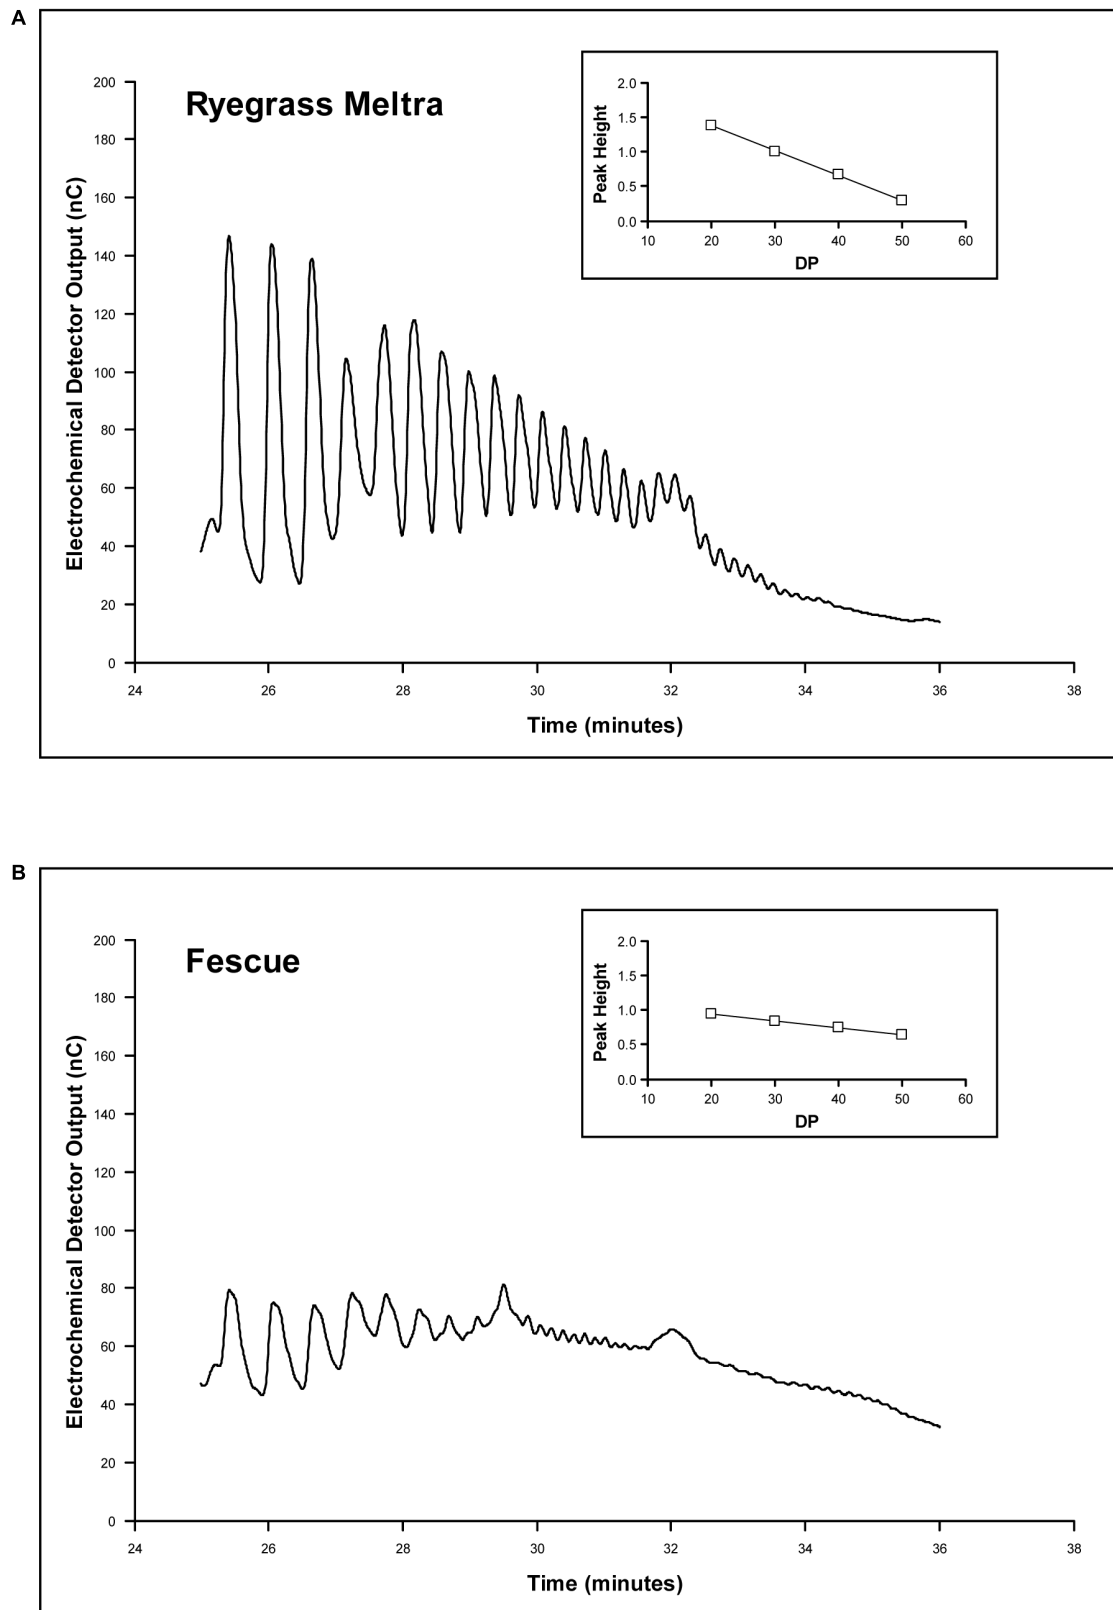 A
Ryegrass Meltra
Electrochemical Detector Output (nC)
200
180
160
140
120
100
80
60
40
20
0
24 26 28 30 32 34 36 38
Time (minutes)
Peak Height
2.0
1.5
1.0
0.5
0.0
10 20 30 40 50 60
DP
B
Fescue
Electrochemical Detector Output (nC)
200
180
160
140
120
100
80
60
40
20
0
24 26 28 30 32 34 36 38
Time (minutes)
Peak Height
2.0
1.5
1.0
0.5
0.0
10 20 30 40 50 60
DP